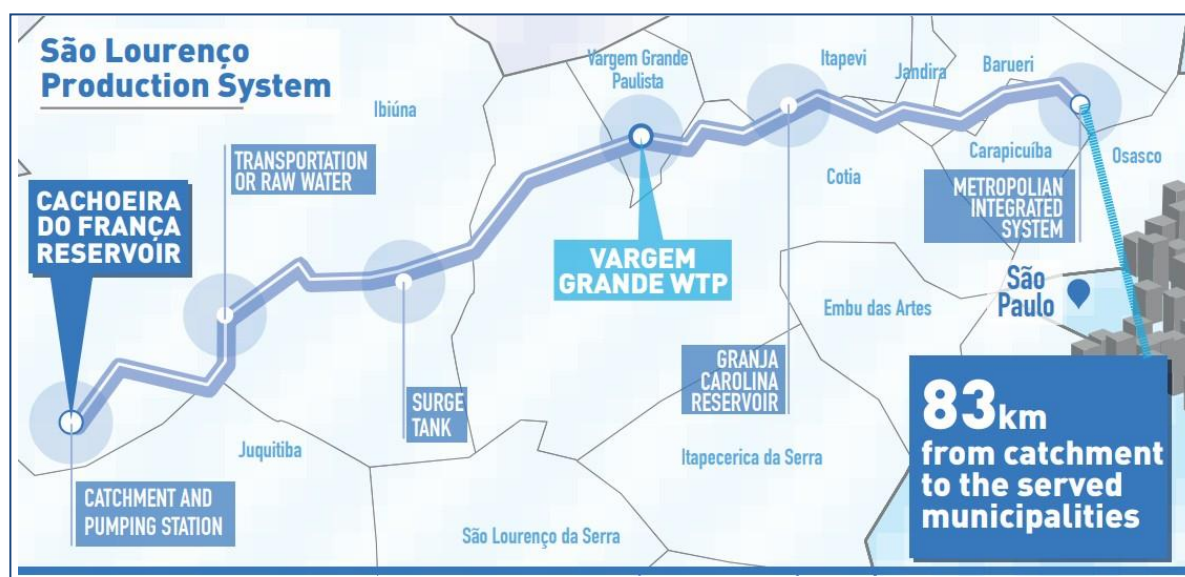 São Lourenço
Production System
Ibiúna
Vargem Grande
Paulista
Itapevi
Jandira
Barueri
TRANSPORTATION
OR RAW WATER
CACHOEIRA
DO FRANÇA
RESERVOIR
Carapicuíba
Osasco
Cotia
METROPOLIAN
INTEGRATED
SYSTEM
VARGEM
GRANDE WTP
São
Paulo
Embu das Artes
GRANJA
CAROLINA
RESERVOIR
SURGE
TANK
83km
from catchment
to the served
municipalities
Juquitiba
Itapecerica da Serra
CATCHMENT AND
PUMPING STATION
São Lourenço da Serra